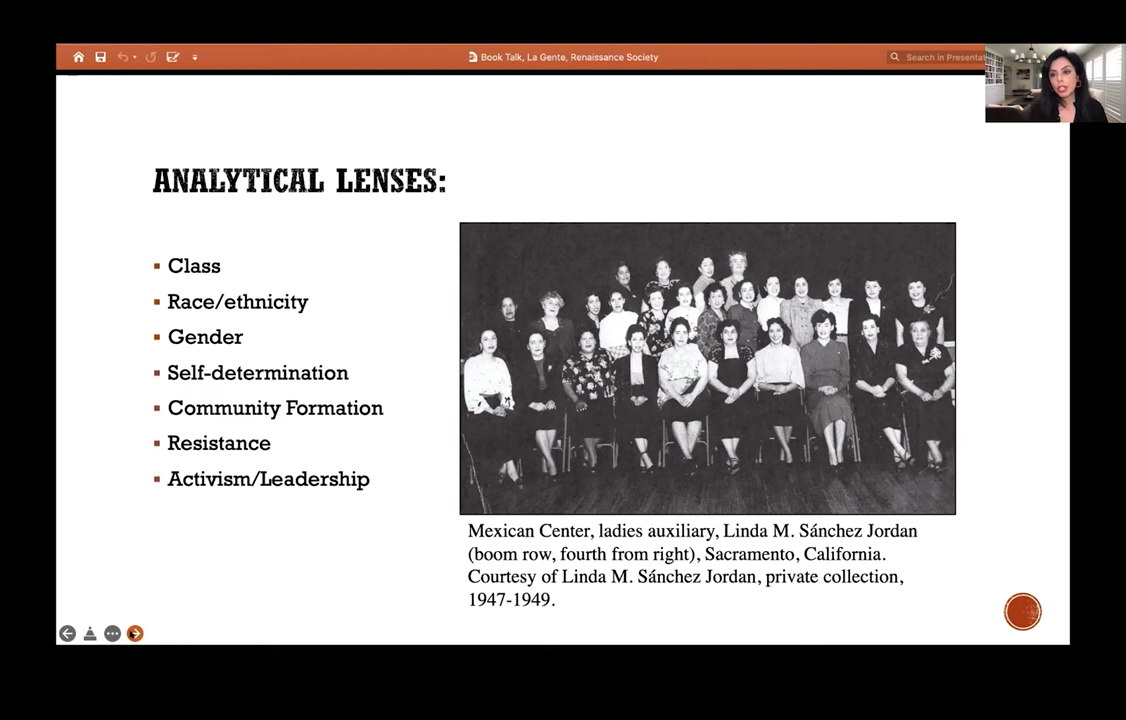 Book Talk, La Gente, Renaissance Society
Search in Presentat
ANALYTICAL LENSES:
Class
Race/ethnicity
Gender
Self-determination
Community Formation
Resistance
Activism/Leadership
Mexican Center, ladies auxiliary, Linda M. Sánchez Jordan
(boom row, fourth from right), Sacramento, California.
Courtesy of Linda M. Sánchez Jordan, private collection,
1947-1949.